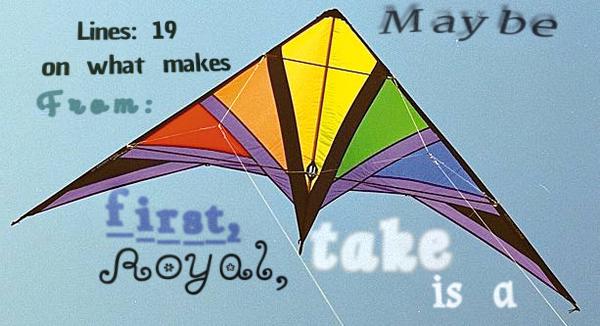 Lines: 19
on what makes
From:
Maybe
first,
Royal,
take
is a